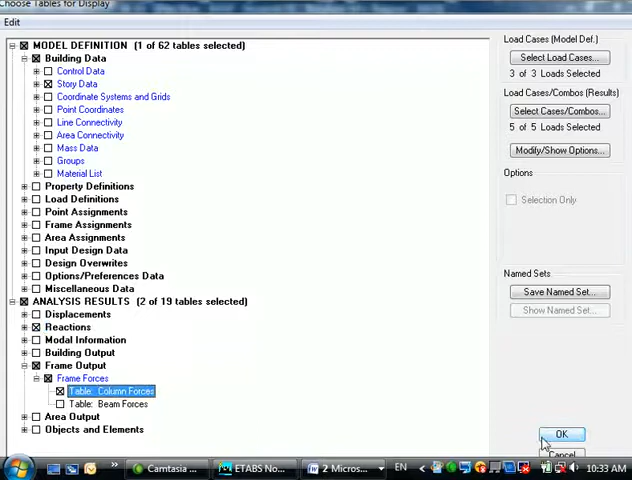 Choose Tables for Display
Edit
MODEL DEFINITION (1 of 62 tables selected)
Building Data
Control Data
Story Data
Coordinate Systems and Grids
Point Coordinates
Line Connectivity
Area Connectivity
Mass Data
Groups
Material List
Property Definitions
Load Definitions
Point Assignments
Frame Assignments
Area Assignments
Input Design Data
Design Overwrites
Options/Preferences Data
Miscellaneous Data
ANALYSIS RESULTS (2 of 19 tables selected)
Displacements
Reactions
Modal Information
Building Output
Frame Output
Frame Forces
Table: Column Forces
Table: Beam Forces
Area Output
Objects and Elements
Load Cases (Model Def.)
Select Load Cases...
3 of 3 Loads Selected
Load Cases/Combos (Results)
Select Cases/Combos...
5 of 5 Loads Selected
Modify/Show Options...
Options
Selection Only
Named Sets
Save Named Set...
Show Named Set...
OK
Cancel
Camtasia ...
ETABS No...
2 Micros...
EN
10:33 AM